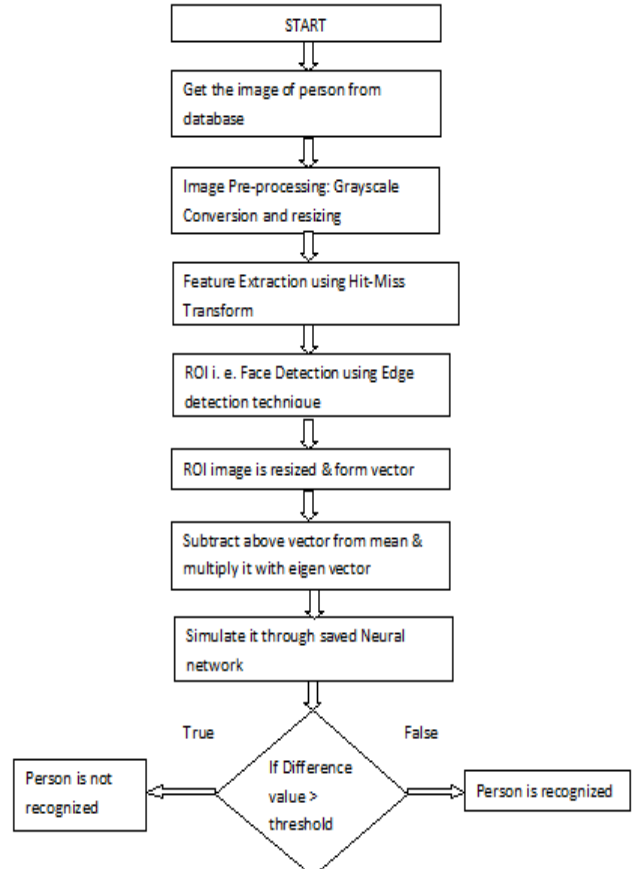 START
Get the image of person from
database
Image Pre-processing: Grayscale
Conversion and resizing
Feature Extraction using Hit-Miss
Transform
ROI i. e. Face Detection using Edge
detection technique
ROI image is resized & form vector
Subtract above vector from mean &
multiply it with eigen vector
Simulate it through saved Neural
network
True
False
Person is not
recognized
If Difference
value >
threshold
Person is recognized